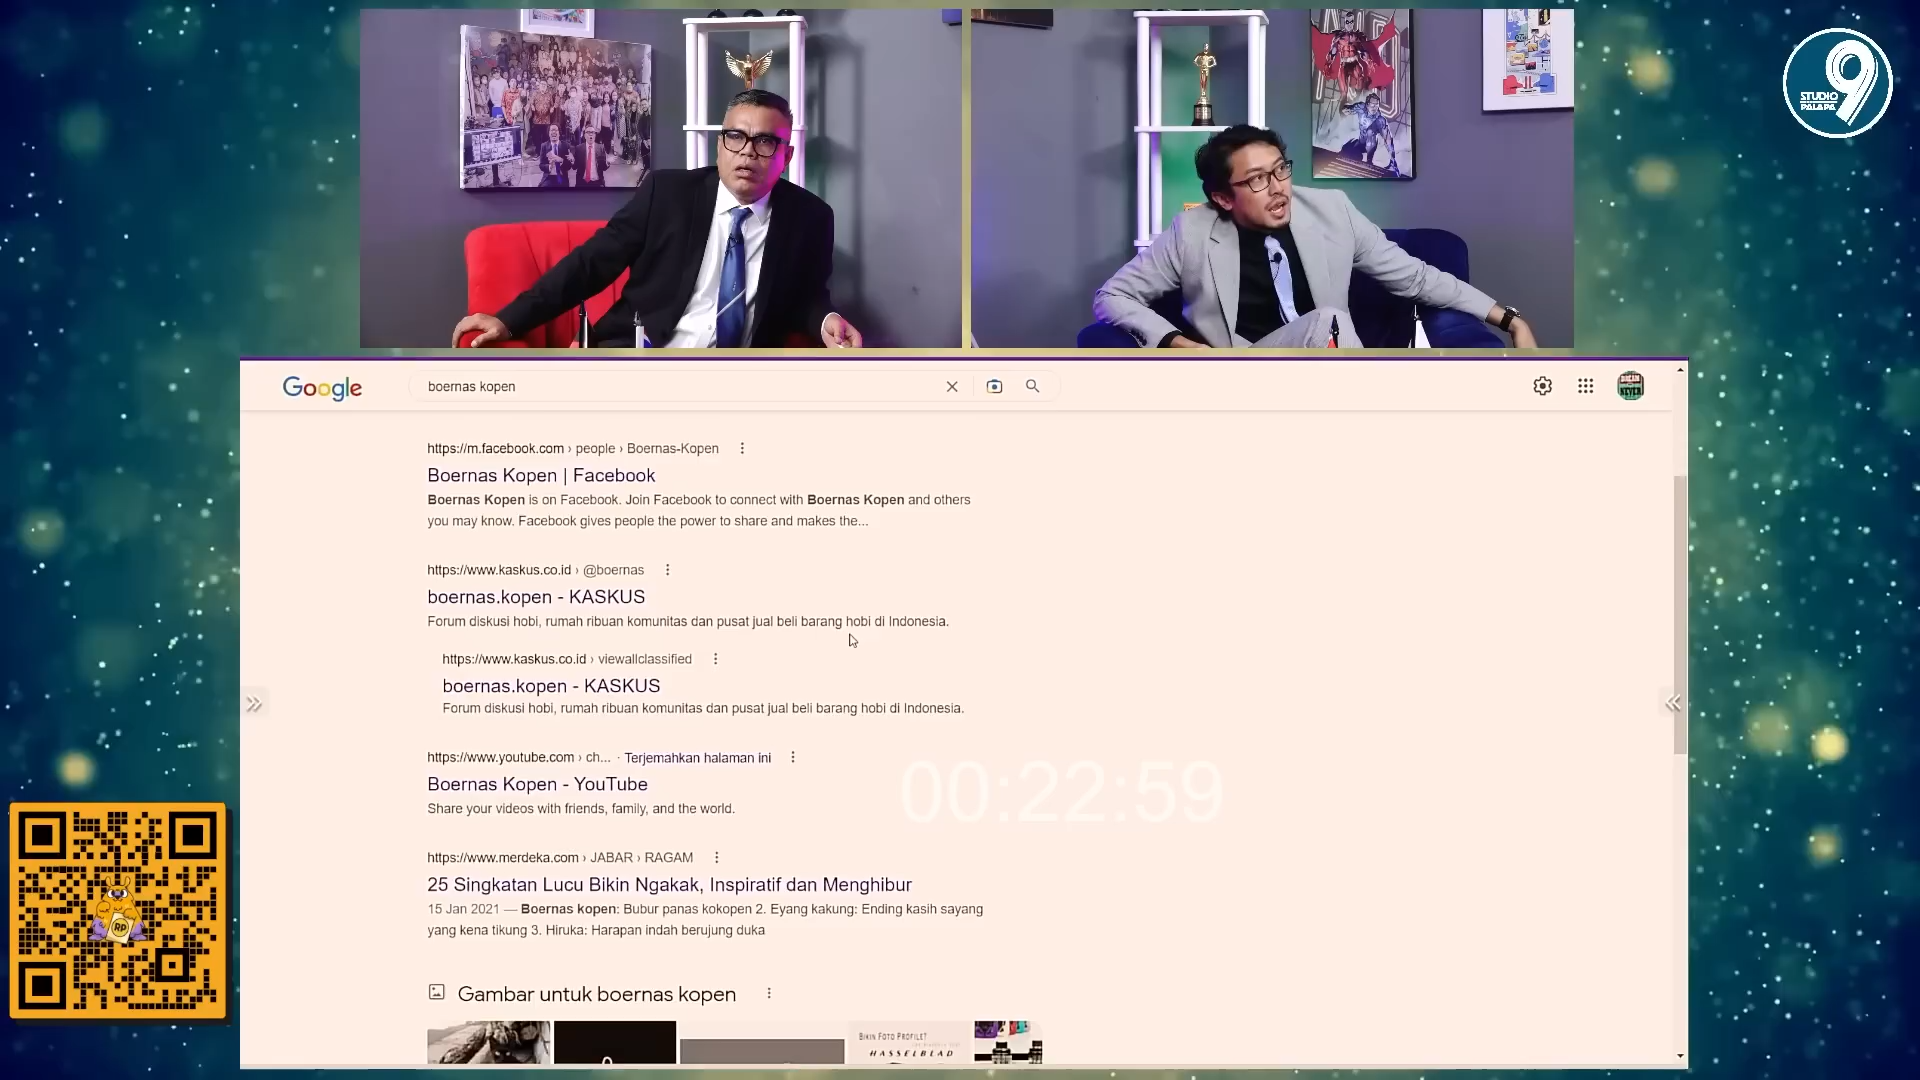 STUDIO
PALAPA
9
Google
boernas kopen
https://m.facebook.com › people › Boernas-Kopen
Boernas Kopen | Facebook
Boernas Kopen is on Facebook. Join Facebook to connect with Boernas Kopen and others
you may know. Facebook gives people the power to share and makes the...
https://www.kaskus.co.id › @boernas
boernas.kopen - KASKUS
Forum diskusi hobi, rumah ribuan komunitas dan pusat jual beli barang hobi di Indonesia.
https://www.kaskus.co.id › viewallclassified
boernas.kopen - KASKUS
Forum diskusi hobi, rumah ribuan komunitas dan pusat jual beli barang hobi di Indonesia.
https://www.youtube.com › ch... · Terjemahkan halaman ini
Boernas Kopen - YouTube
Share your videos with friends, family, and the world.
00:22:59
https://www.merdeka.com › JABAR › RAGAM
25 Singkatan Lucu Bikin Ngakak, Inspiratif dan Menghibur
15 Jan 2021 — Boernas kopen: Bubur panas kokopen 2. Eyang kakung: Ending kasih sayang
yang kena tikung 3. Hiruka: Harapan indah berujung duka
RP
Gambar untuk boernas kopen
BIKIN FOTO PROFILE?
HASSELBLAD